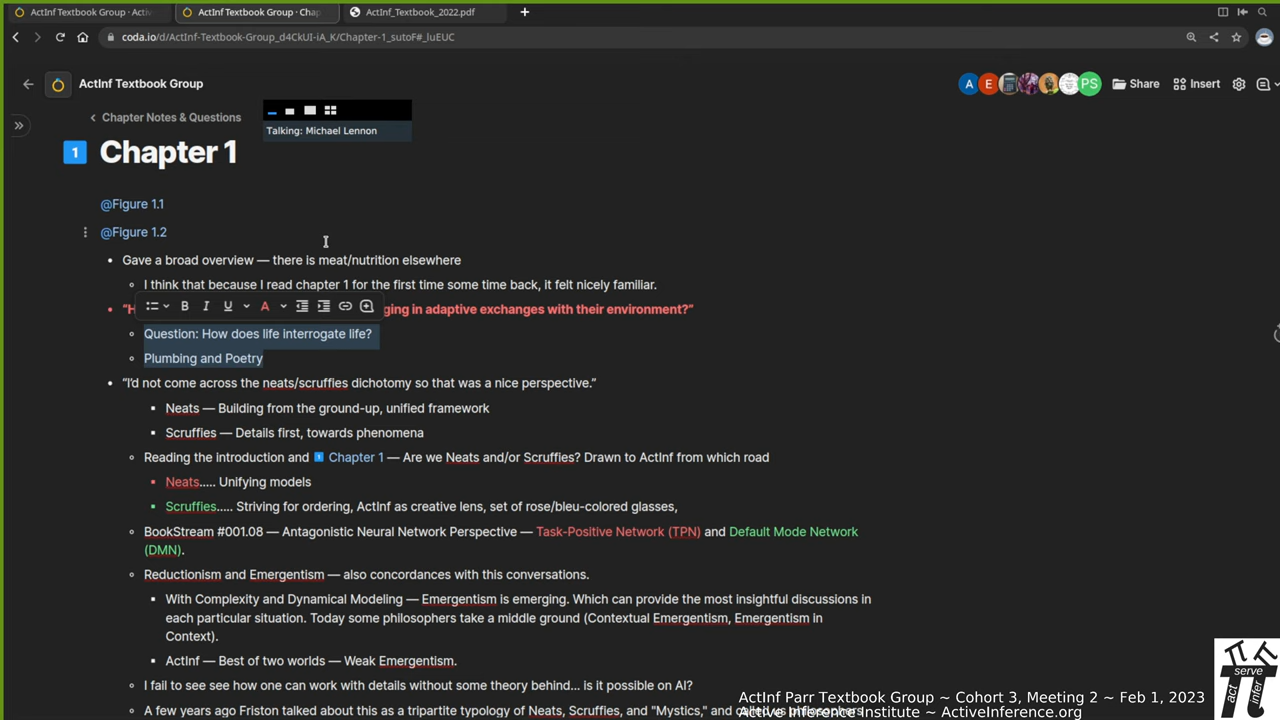 ActInf Textbook Group · Activ
ActInf Textbook Group · Chap
ActInf_Textbook_2022.pdf
coda.io/d/ActInf-Textbook-Group_d4CkUI-iA_K/Chapter-1_sutoF#_luEUC
ActInf Textbook Group
A E PS Share Insert
Chapter Notes & Questions
Talking: Michael Lennon
1 Chapter 1
@Figure 1.1
@Figure 1.2
• Gave a broad overview — there is meat/nutrition elsewhere
I think that because I read chapter 1 for the first time some time back, it felt nicely familiar.
B I U A
• "H ging in adaptive exchanges with their environment?"
Question: How does life interrogate life?
Plumbing and Poetry
• "I'd not come across the neats/scruffies dichotomy so that was a nice perspective."
Neats — Building from the ground-up, unified framework
Scruffies — Details first, towards phenomena
Reading the introduction and 1 Chapter 1 — Are we Neats and/or Scruffies? Drawn to ActInf from which road
Neats..... Unifying models
Scruffies..... Striving for ordering, ActInf as creative lens, set of rose/bleu-colored glasses,
BookStream #001.08 — Antagonistic Neural Network Perspective — Task-Positive Network (TPN) and Default Mode Network
(DMN).
Reductionism and Emergentism — also concordances with this conversations.
With Complexity and Dynamical Modeling — Emergentism is emerging. Which can provide the most insightful discussions in
each particular situation. Today some philosophers take a middle ground (Contextual Emergentism, Emergentism in
Context).
ActInf — Best of two worlds — Weak Emergentism.
I fail to see see how one can work with details without some theory behind... is it possible on AI?
A few years ago Friston talked about this as a tripartite typology of Neats, Scruffies, and "Mystics," and
ActInf Parr Textbook Group ~ Cohort 3, Meeting 2 ~ Feb 1, 2023
Active Inference Institute ~ ActiveInference.org
serve
act
infer